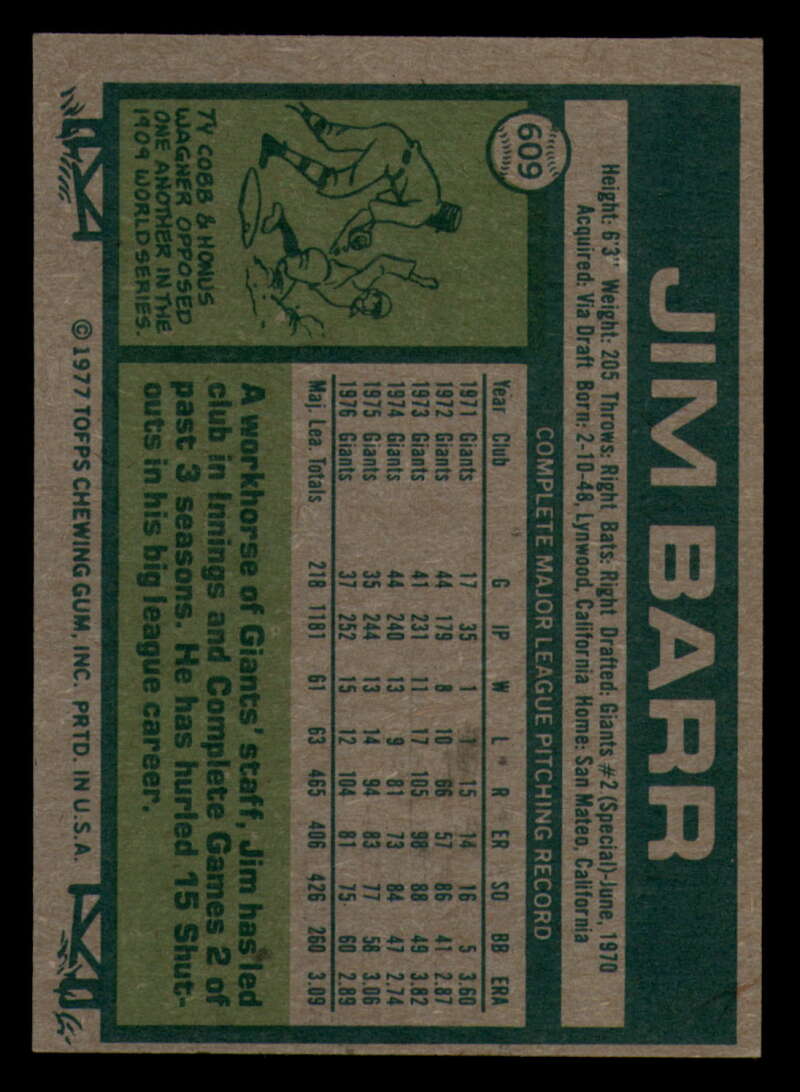 609
JIM BARR
Height: 6'3" Weight: 205 Throws: Right Bats: Right Drafted: Giants #2 (Special)-June, 1970
Acquired: Via Draft Born: 2-10-48, Lynwood, California Home: San Mateo, California
COMPLETE MAJOR LEAGUE PITCHING RECORD
Year Club G IP W L R ER SO BB ERA
1971 Giants 17 35 1 1 15 14 16 5 3.60
1972 Giants 44 179 8 10 66 57 86 41 2.87
1973 Giants 41 231 11 17 105 98 88 49 3.82
1974 Giants 44 240 13 9 81 73 84 47 2.74
1975 Giants 35 244 13 14 94 83 77 58 3.06
1976 Giants 37 252 15 12 104 81 75 60 2.89
Maj. Lea. Totals 218 1181 61 63 465 406 426 260 3.09
A workhorse of Giants' staff, Jim has led
club in Innings and Complete Games 2 of
past 3 seasons. He has hurled 15 Shut-
outs in his big league career.
TY COBB & HONUS
WAGNER OPPOSED
ONE ANOTHER IN THE
1909 WORLD SERIES.
© 1977 TOPPS CHEWING GUM, INC. PRTD. IN U.S.A.